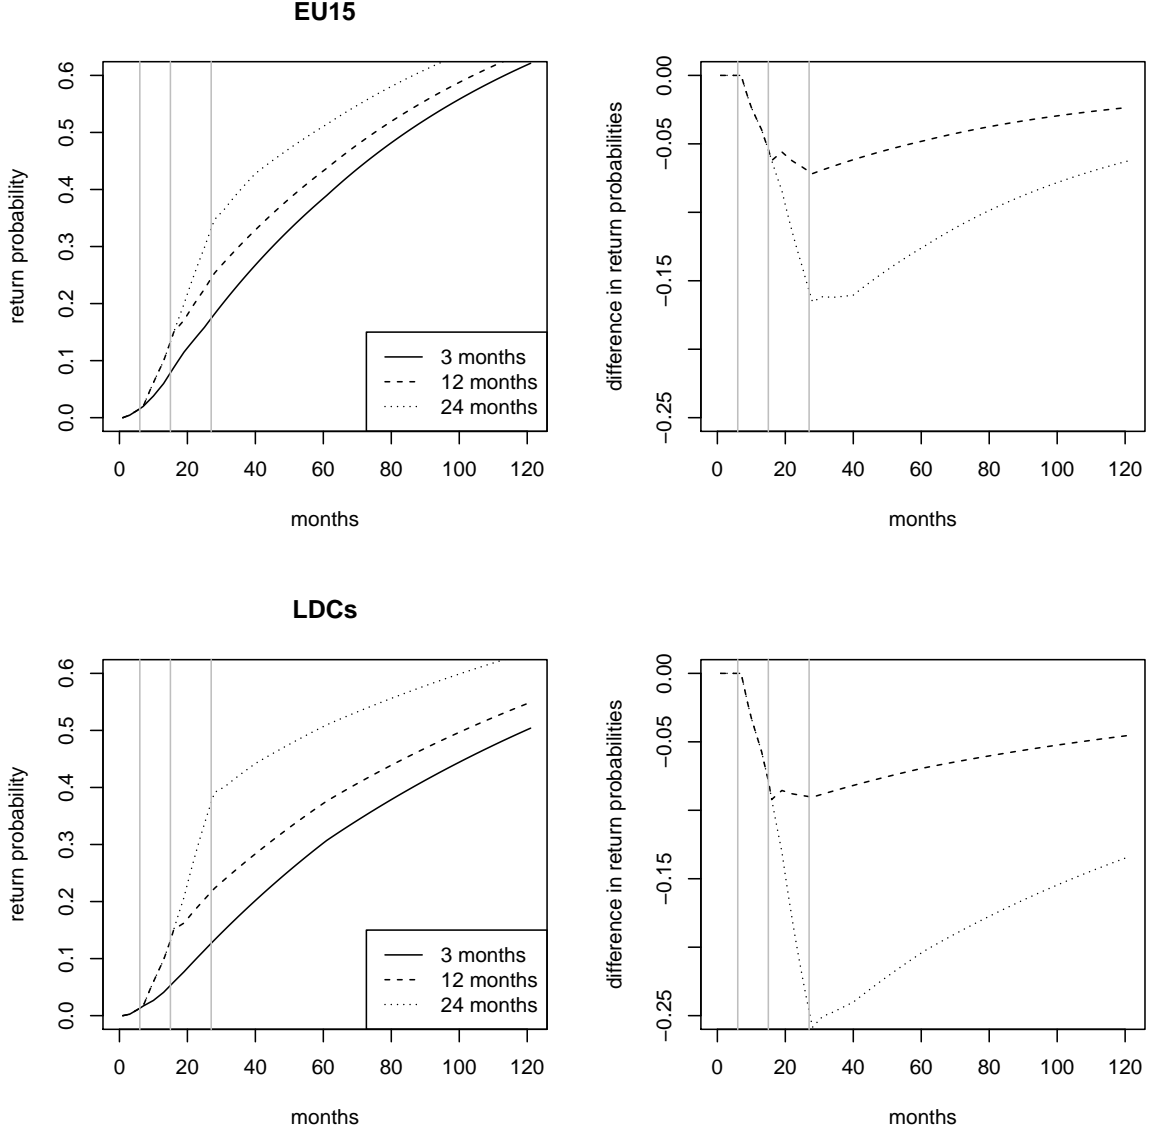 EU15
return probability
0.0 0.1 0.2 0.3 0.4 0.5 0.6
3 months
12 months
24 months
0 20 40 60 80 100 120
months
difference in return probabilities
−0.25 −0.15 −0.05 0.00
0 20 40 60 80 100 120
months
LDCs
return probability
0.0 0.1 0.2 0.3 0.4 0.5 0.6
3 months
12 months
24 months
0 20 40 60 80 100 120
months
difference in return probabilities
−0.25 −0.15 −0.05 0.00
0 20 40 60 80 100 120
months